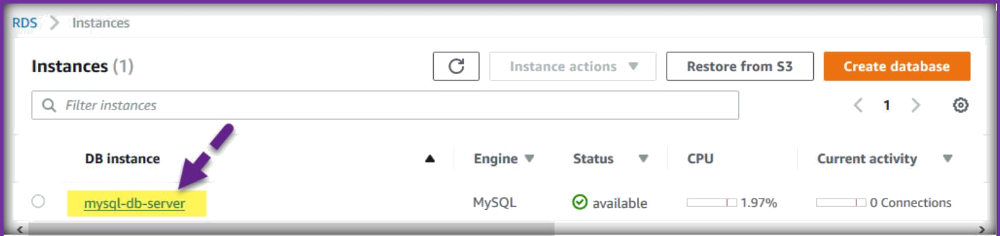 RDS > Instances
Instances (1)
Instance actions
Restore from S3
Create database
Filter instances
1
DB instance Engine Status CPU Current activity
mysql-db-server MySQL available 1.97% 0 Connections